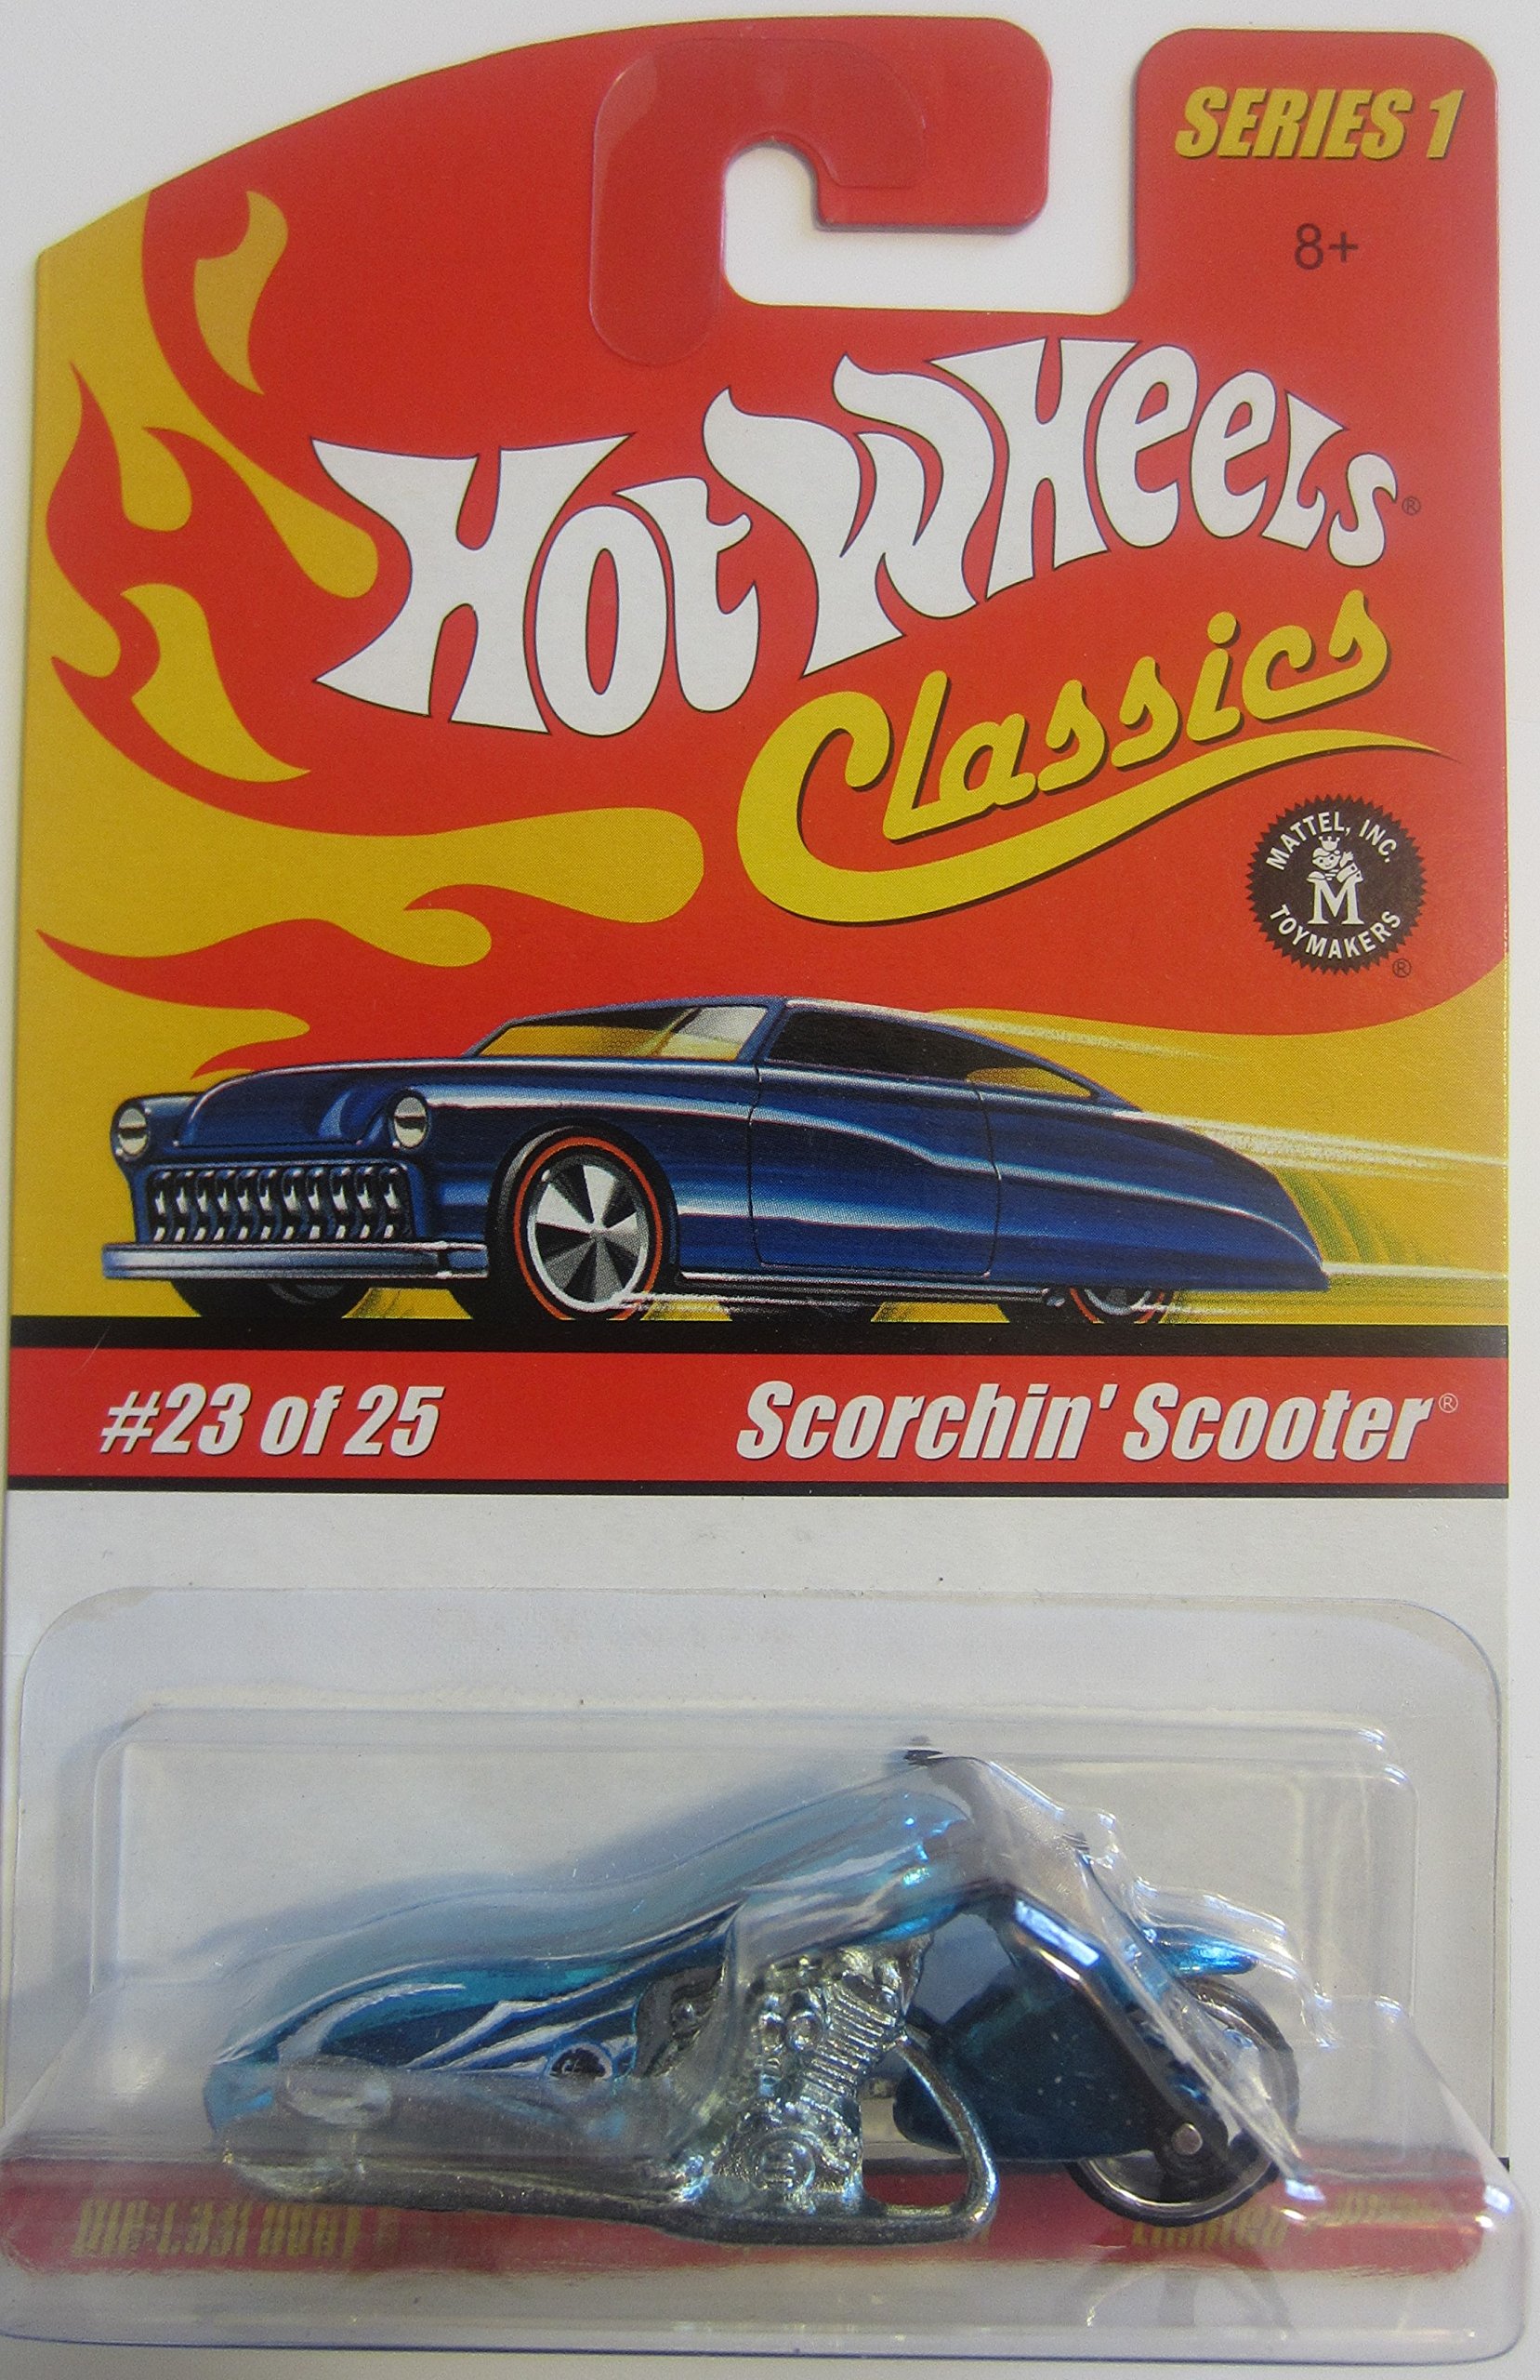 SERIES 1
8+
Hot Wheels®
Classics
MATTEL, INC.
M
TOYMAKERS
®
#23 of 25 Scorchin' Scooter®